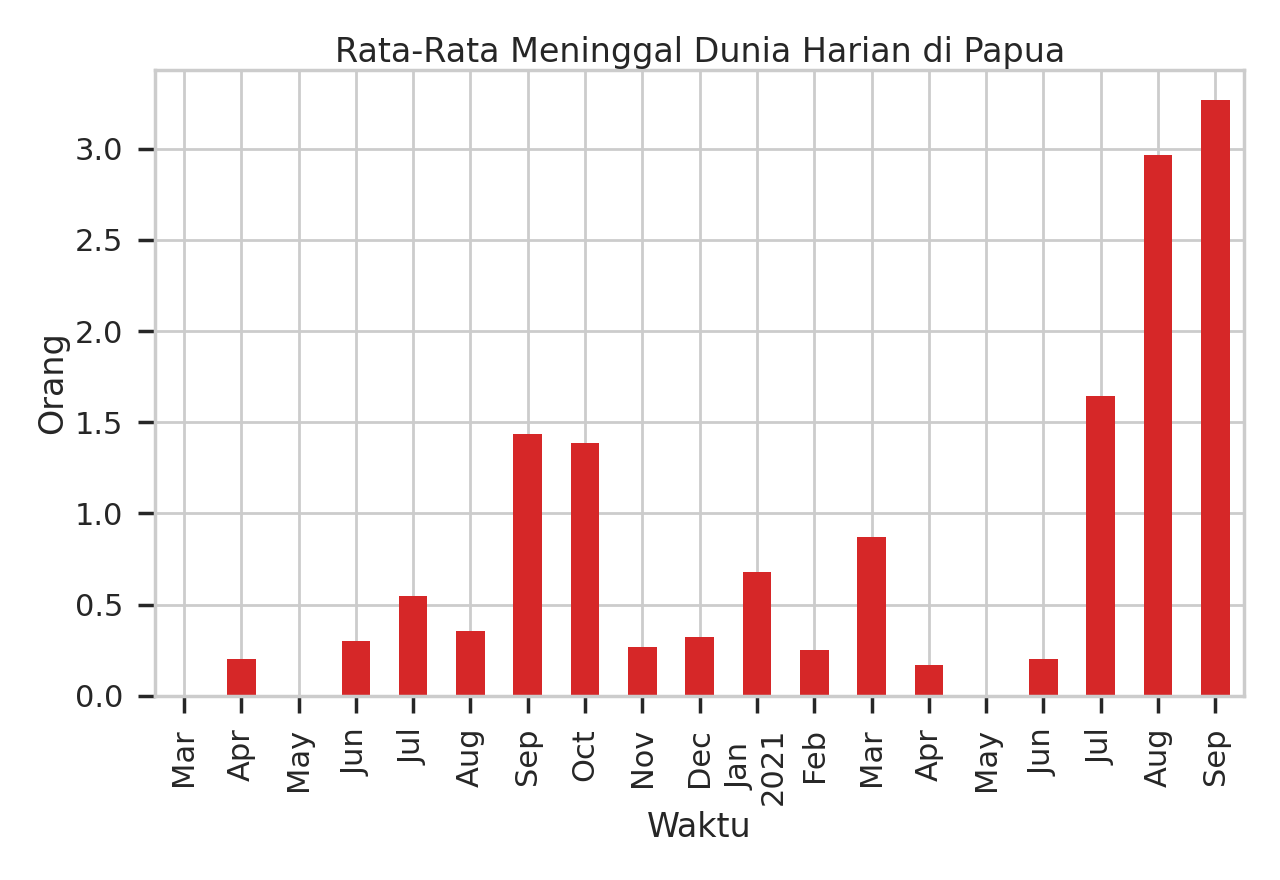 Rata-Rata Meninggal Dunia Harian di Papua
3.0
2.5
2.0
1.5
1.0
0.5
0.0
Orang
Mar
Apr
May
Jun
Jul
Aug
Sep
Oct
Nov
Dec
Jan
2021
Feb
Mar
Apr
May
Jun
Jul
Aug
Sep
Waktu